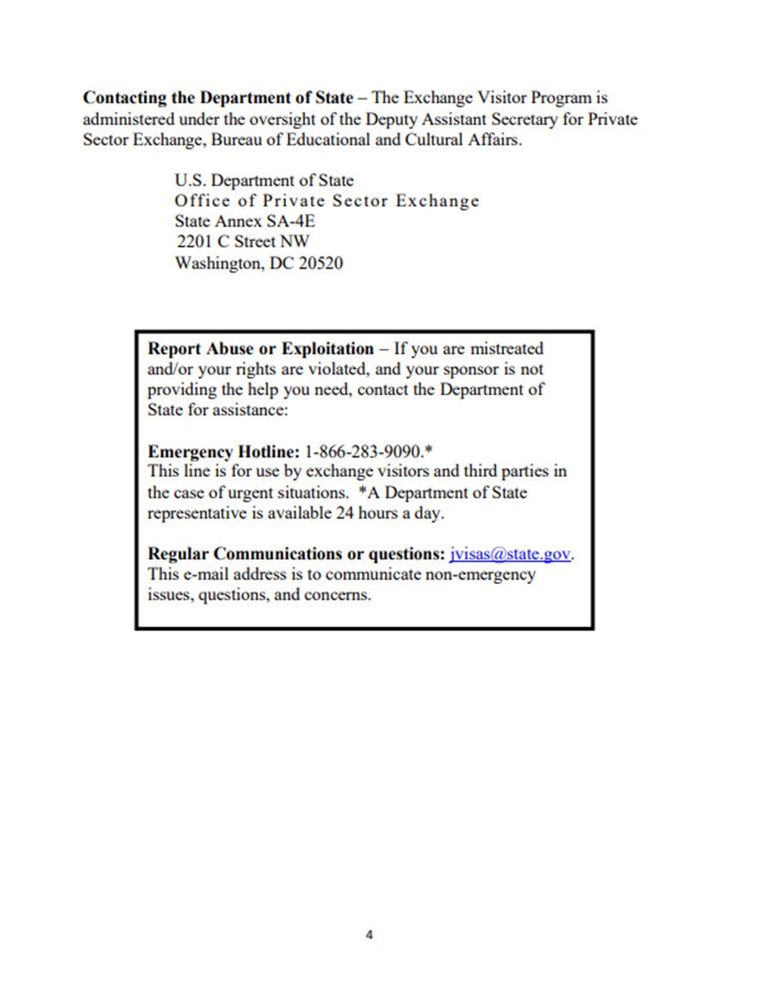 Contacting the Department of State – The Exchange Visitor Program is
administered under the oversight of the Deputy Assistant Secretary for Private
Sector Exchange, Bureau of Educational and Cultural Affairs.
U.S. Department of State
Office of Private Sector Exchange
State Annex SA-4E
2201 C Street NW
Washington, DC 20520
Report Abuse or Exploitation – If you are mistreated
and/or your rights are violated, and your sponsor is not
providing the help you need, contact the Department of
State for assistance:
Emergency Hotline: 1-866-283-9090.*
This line is for use by exchange visitors and third parties in
the case of urgent situations. *A Department of State
representative is available 24 hours a day.
Regular Communications or questions: jvisas@state.gov.
This e-mail address is to communicate non-emergency
issues, questions, and concerns.
4